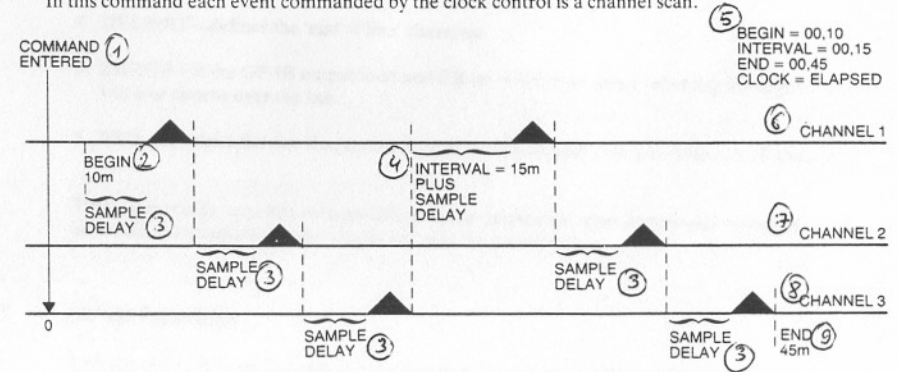 In this command each event commanded by the clock control is a channel scan.
COMMAND 1
ENTERED
5
BEGIN = 00,10
INTERVAL = 00,15
END = 00,45
CLOCK = ELAPSED
6 CHANNEL 1
BEGIN 2
10m
SAMPLE
DELAY 3
4 INTERVAL = 15m
PLUS
SAMPLE
DELAY
7 CHANNEL 2
SAMPLE
DELAY 3
SAMPLE
DELAY 3
8 CHANNEL 3
0
SAMPLE
DELAY 3
SAMPLE
DELAY 3
END 9
45m